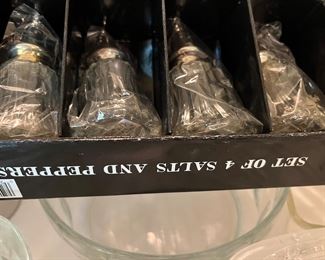 SET OF 4 SALTS AND PEPPERS